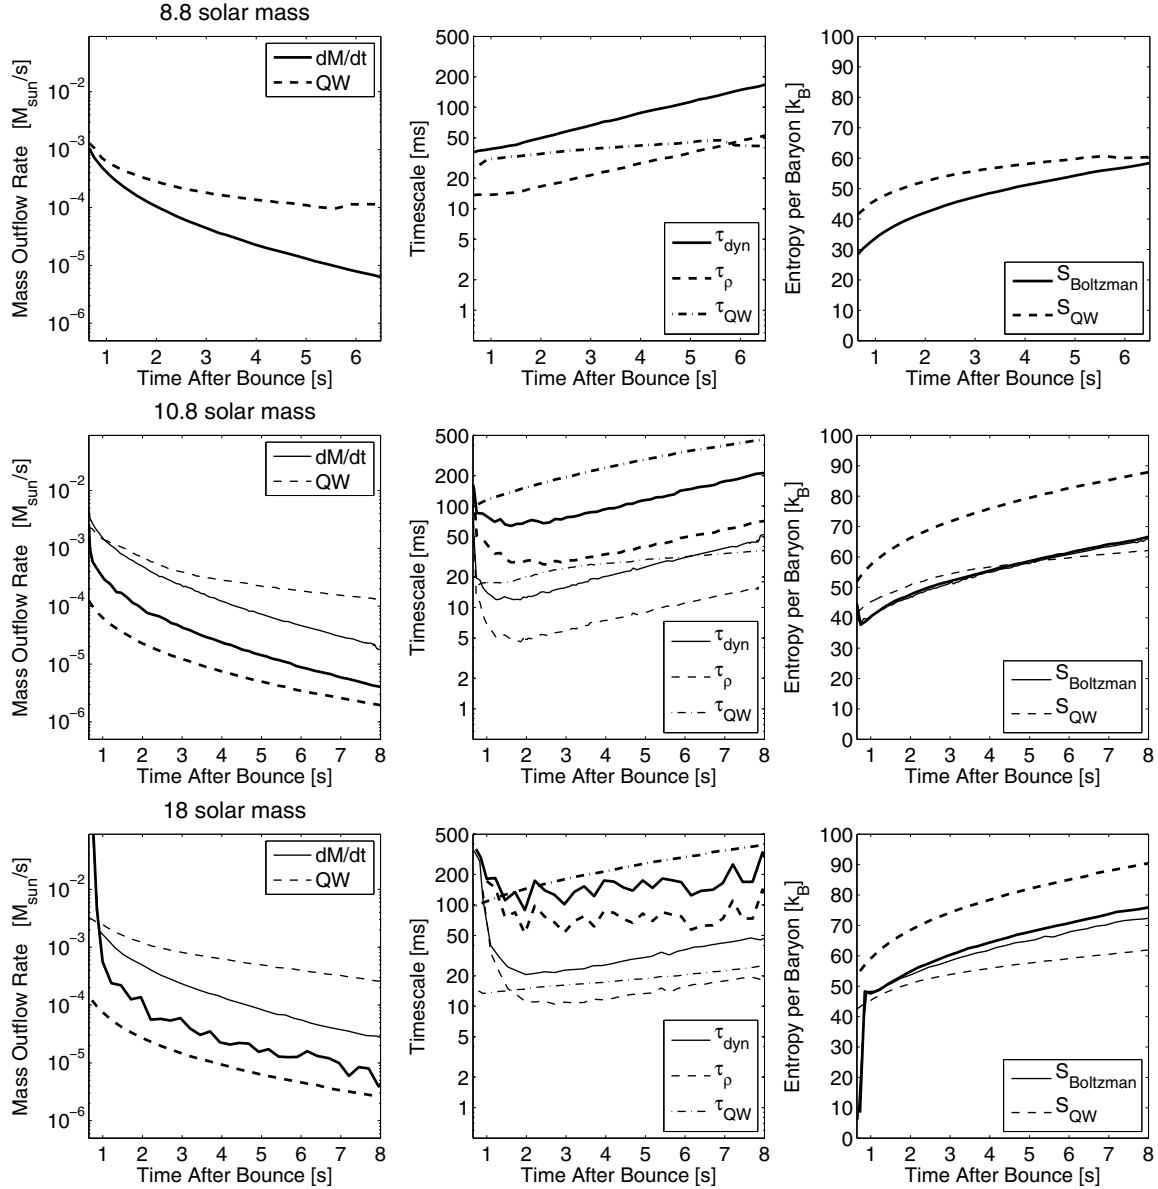 8.8 solar mass
Mass Outflow Rate [M_sun/s]
10^-2
10^-3
10^-4
10^-5
10^-6
dM/dt
QW
1 2 3 4 5 6
Time After Bounce [s]
Timescale [ms]
500
200
100
50
20
10
5
2
1
τ_dyn
τ_ρ
τ_QW
1 2 3 4 5 6
Time After Bounce [s]
Entropy per Baryon [k_B]
100
90
80
70
60
50
40
30
20
10
0
S_Boltzman
S_QW
1 2 3 4 5 6
Time After Bounce [s]
10.8 solar mass
Mass Outflow Rate [M_sun/s]
10^-2
10^-3
10^-4
10^-5
10^-6
dM/dt
QW
1 2 3 4 5 6 7 8
Time After Bounce [s]
Timescale [ms]
500
200
100
50
20
10
5
2
1
τ_dyn
τ_ρ
τ_QW
1 2 3 4 5 6 7 8
Time After Bounce [s]
Entropy per Baryon [k_B]
100
90
80
70
60
50
40
30
20
10
0
S_Boltzman
S_QW
1 2 3 4 5 6 7 8
Time After Bounce [s]
18 solar mass
Mass Outflow Rate [M_sun/s]
10^-2
10^-3
10^-4
10^-5
10^-6
dM/dt
QW
1 2 3 4 5 6 7 8
Time After Bounce [s]
Timescale [ms]
500
200
100
50
20
10
5
2
1
τ_dyn
τ_ρ
τ_QW
1 2 3 4 5 6 7 8
Time After Bounce [s]
Entropy per Baryon [k_B]
100
90
80
70
60
50
40
30
20
10
0
S_Boltzman
S_QW
1 2 3 4 5 6 7 8
Time After Bounce [s]